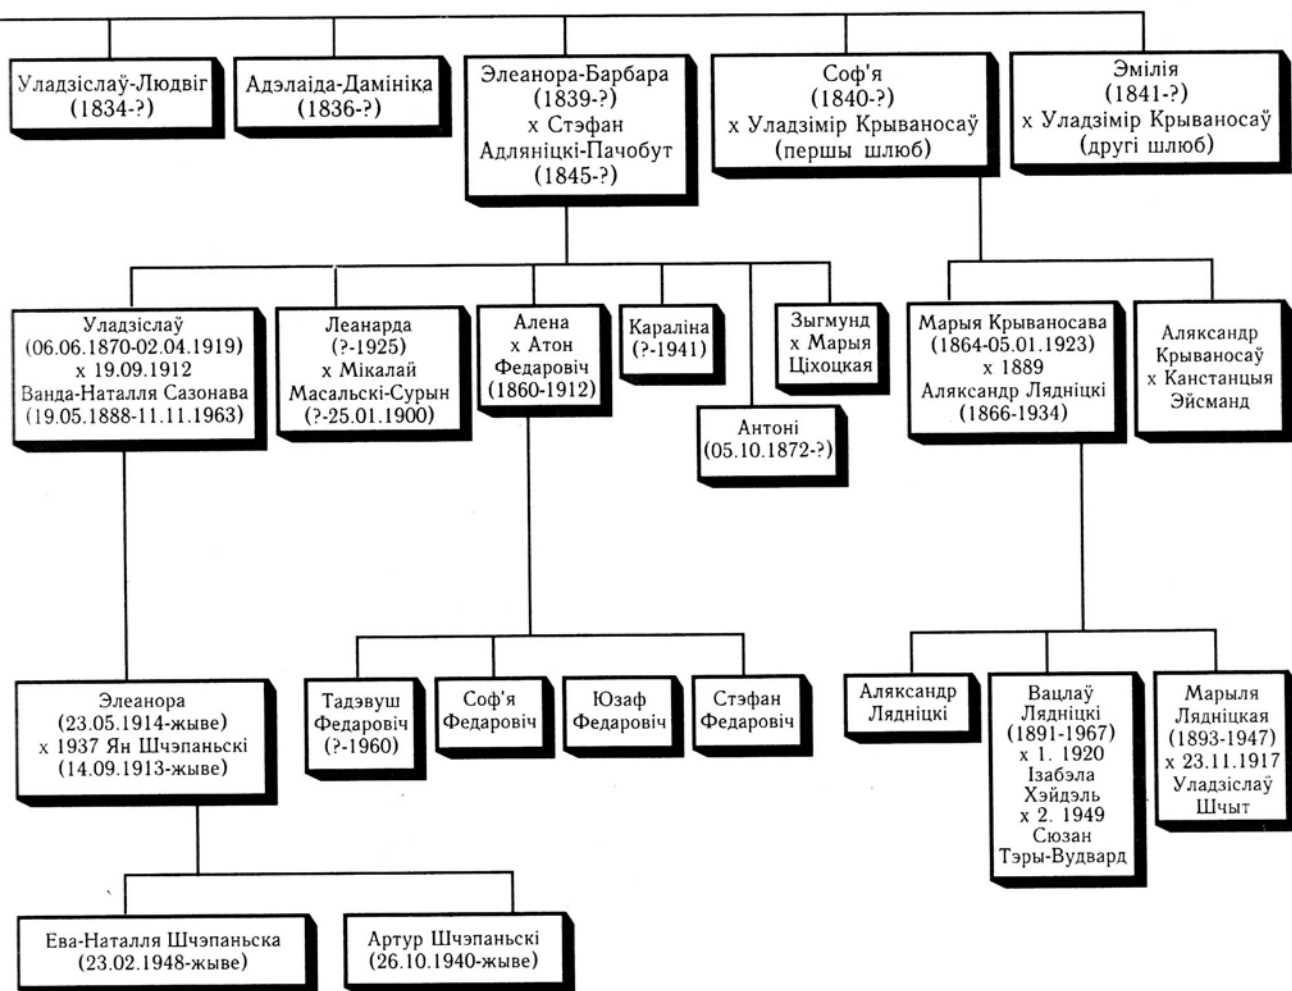 Уладзіслаў-Людвіг
(1834-?)
Адэлаіда-Дамініка
(1836-?)
Элеанора-Барбара
(1839-?)
х Стэфан
Адляніцкі-Пачобут
(1845-?)
Соф'я
(1840-?)
х Уладзімір Крываносаў
(першы шлюб)
Эмілія
(1841-?)
х Уладзімір Крываносаў
(другі шлюб)
Уладзіслаў
(06.06.1870-02.04.1919)
х 19.09.1912
Ванда-Наталля Сазонава
(19.05.1888-11.11.1963)
Леанарда
(?-1925)
х Мікалай
Масальскі-Сурын
(?-25.01.1900)
Алена
х Атон
Федаровіч
(1860-1912)
Караліна
(?-1941)
Антоні
(05.10.1872-?)
Зыгмунд
х Марыя
Ціхоцкая
Марыя Крываносава
(1864-05.01.1923)
х 1889
Аляксандр Лядніцкі
(1866-1934)
Аляксандр
Крываносаў
х Канстанцыя
Эйсманд
Элеанора
(23.05.1914-жыве)
х 1937 Ян Шчэпаньскі
(14.09.1913-жыве)
Тадэвуш
Федаровіч
(?-1960)
Соф'я
Федаровіч
Юзаф
Федаровіч
Стэфан
Федаровіч
Аляксандр
Лядніцкі
Вацлаў
Лядніцкі
(1891-1967)
х 1. 1920
Ізабэла
Хэйдэль
х 2. 1949
Сюзан
Тэры-Вудвард
Марыля
Лядніцкая
(1893-1947)
х 23.11.1917
Уладзіслаў
Шчыт
Ева-Наталля Шчэпаньска
(23.02.1948-жыве)
Артур Шчэпаньскі
(26.10.1940-жыве)